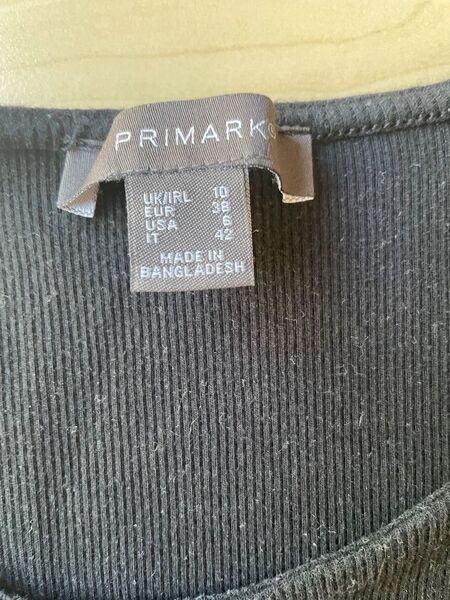 PRIMARK
UK/IRL 10
EUR 38
USA 6
IT 42
MADE IN
BANGLADESH